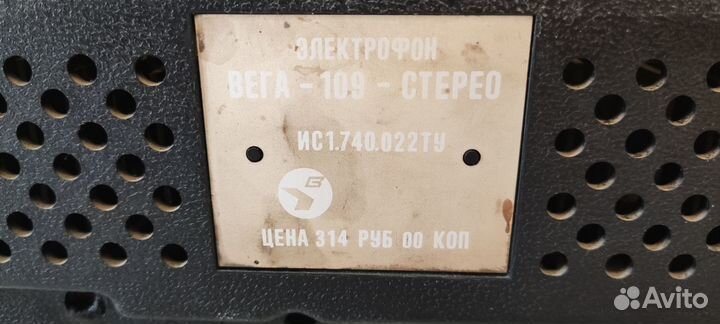 ЭЛЕКТРОФОН
ВЕГА - 109 - СТЕРЕО
ИС1.740.022ТУ
ЦЕНА 314 РУБ 00 КОП
Avito